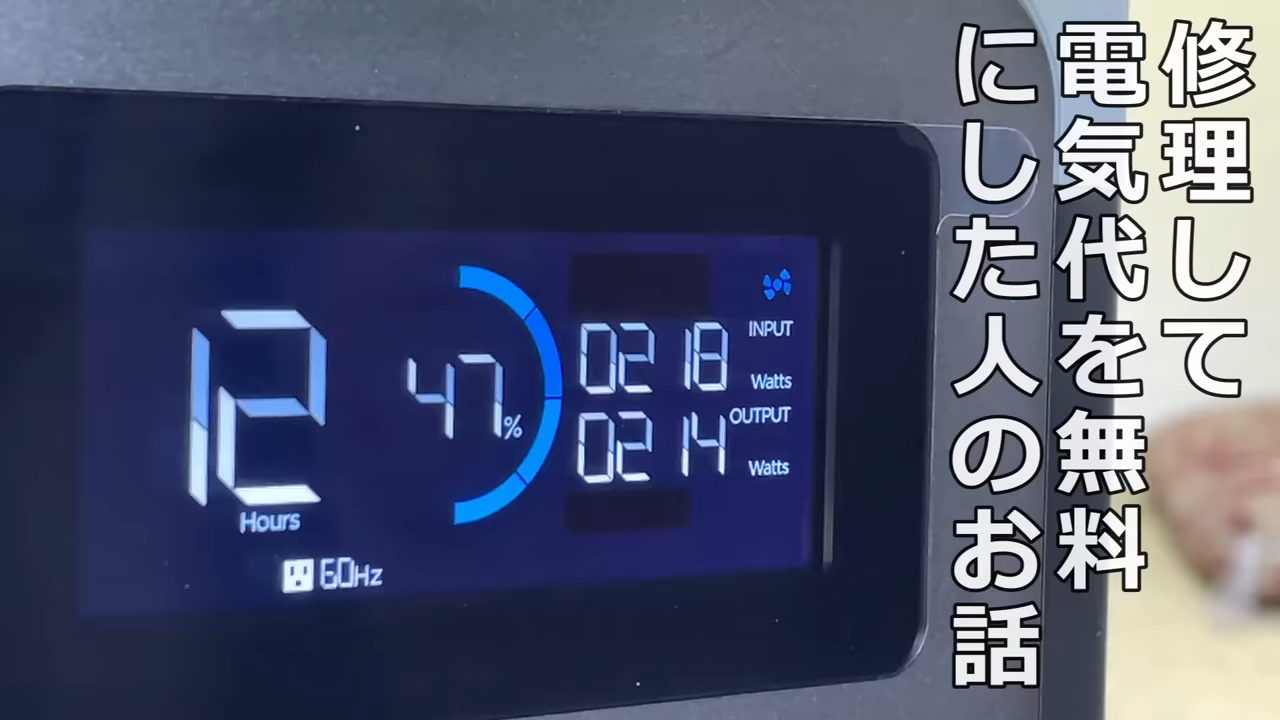 修理して
電気代を無料
にした人のお話
12
Hours
47%
0218
INPUT
Watts
0214
OUTPUT
Watts
60Hz